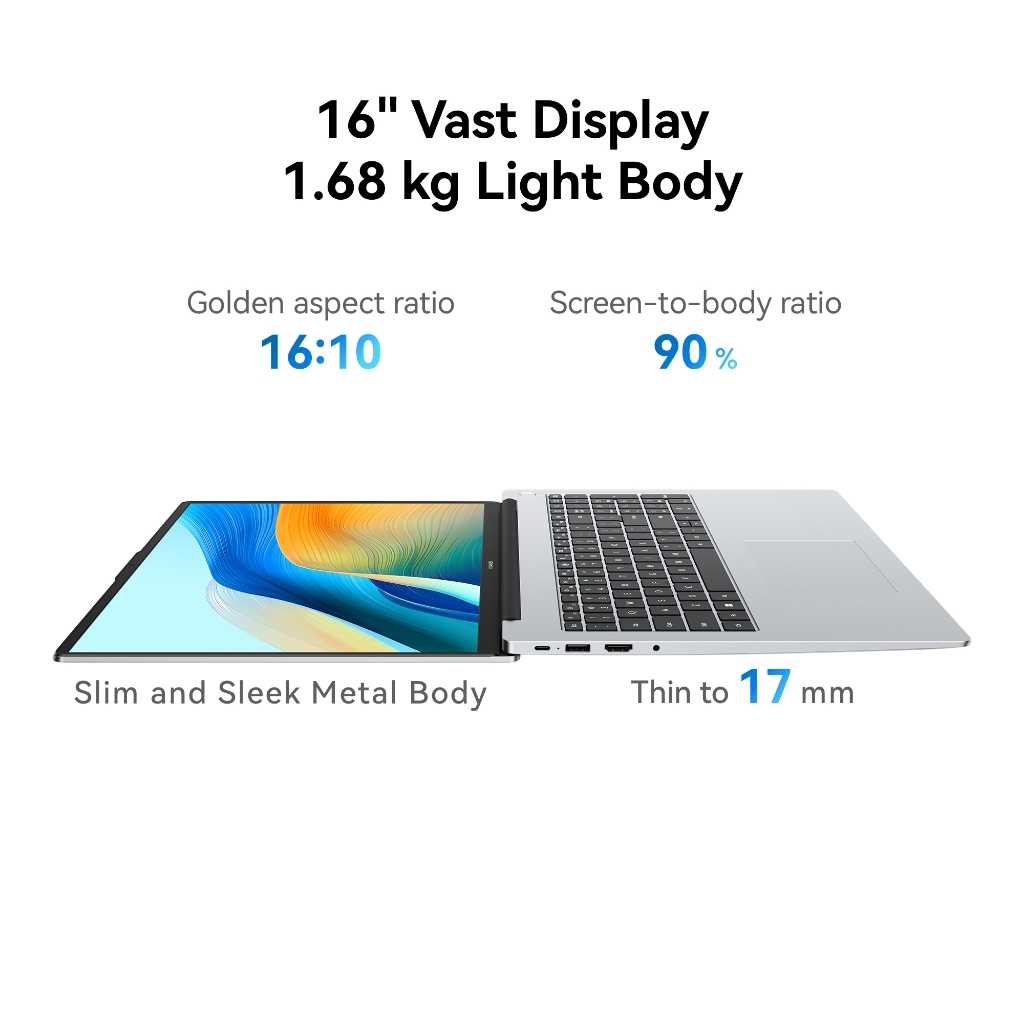 16" Vast Display
1.68 kg Light Body
Golden aspect ratio
16:10
Screen-to-body ratio
90 %
Slim and Sleek Metal Body
Thin to 17 mm